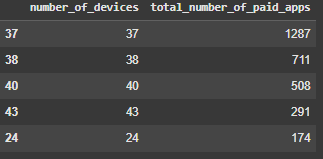 number_of_devices total_number_of_paid_apps
37 37 1287
38 38 711
40 40 508
43 43 291
24 24 174